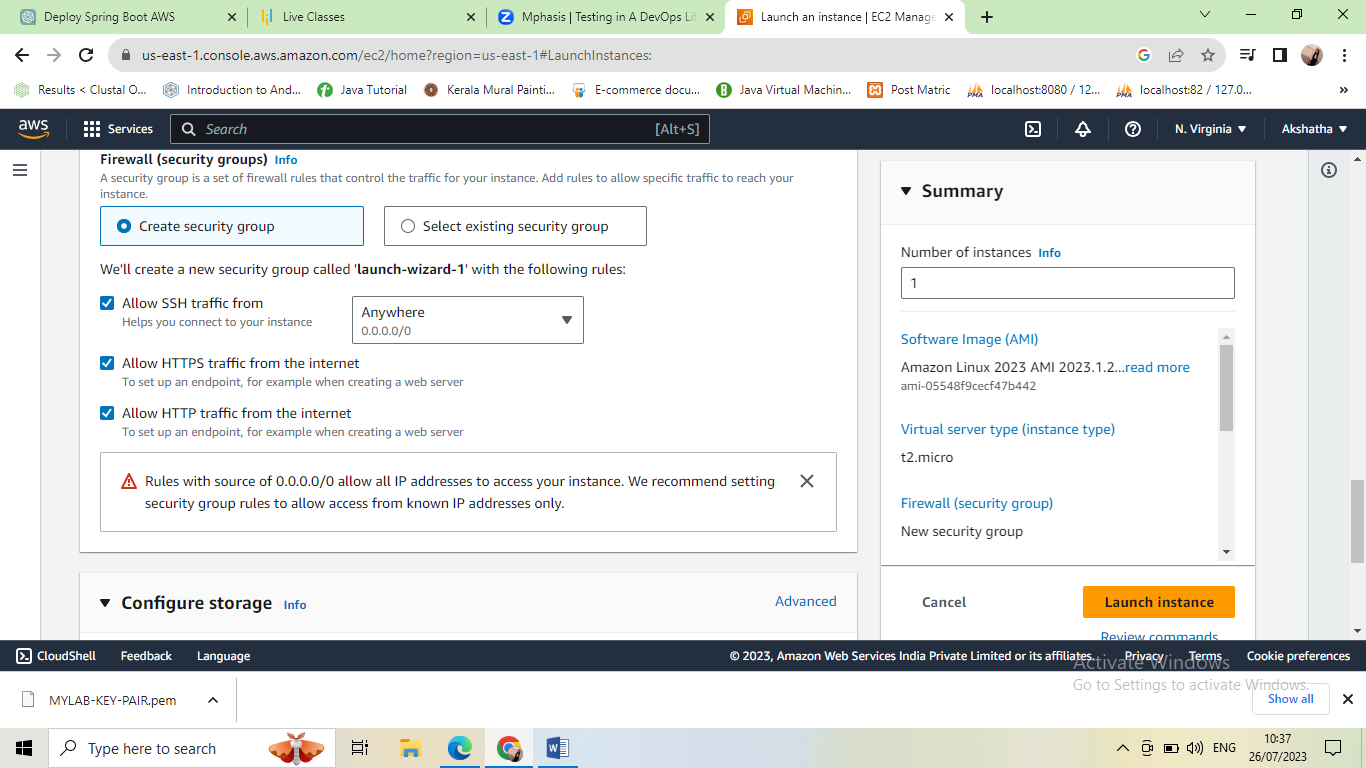 Deploy Spring Boot AWS
Live Classes
Mphasis | Testing in A DevOps Lif
Launch an instance | EC2 Manage
us-east-1.console.aws.amazon.com/ec2/home?region=us-east-1#LaunchInstances:
Results < Clustal O...
Introduction to And...
Java Tutorial
Kerala Mural Painti...
E-commerce docu...
Java Virtual Machin...
Post Matric
localhost:8080 / 12...
localhost:82 / 127.0...
aws
Services
Search
[Alt+S]
N. Virginia
Akshatha
Firewall (security groups) Info
A security group is a set of firewall rules that control the traffic for your instance. Add rules to allow specific traffic to reach your
instance.
Create security group
Select existing security group
We'll create a new security group called 'launch-wizard-1' with the following rules:
Allow SSH traffic from
Helps you connect to your instance
Anywhere
0.0.0.0/0
Allow HTTPS traffic from the internet
To set up an endpoint, for example when creating a web server
Allow HTTP traffic from the internet
To set up an endpoint, for example when creating a web server
Rules with source of 0.0.0.0/0 allow all IP addresses to access your instance. We recommend setting
security group rules to allow access from known IP addresses only.
Configure storage Info
Advanced
Summary
Number of instances Info
1
Software Image (AMI)
Amazon Linux 2023 AMI 2023.1.2...read more
ami-05548f9cecf47b442
Virtual server type (instance type)
t2.micro
Firewall (security group)
New security group
Cancel
Launch instance
Review commands
CloudShell
Feedback
Language
© 2023, Amazon Web Services India Private Limited or its affiliates.
Privacy
Terms
Cookie preferences
Activate Windows
Go to Settings to activate Windows.
MYLAB-KEY-PAIR.pem
Show all
Type here to search
ENG
10:37
26/07/2023